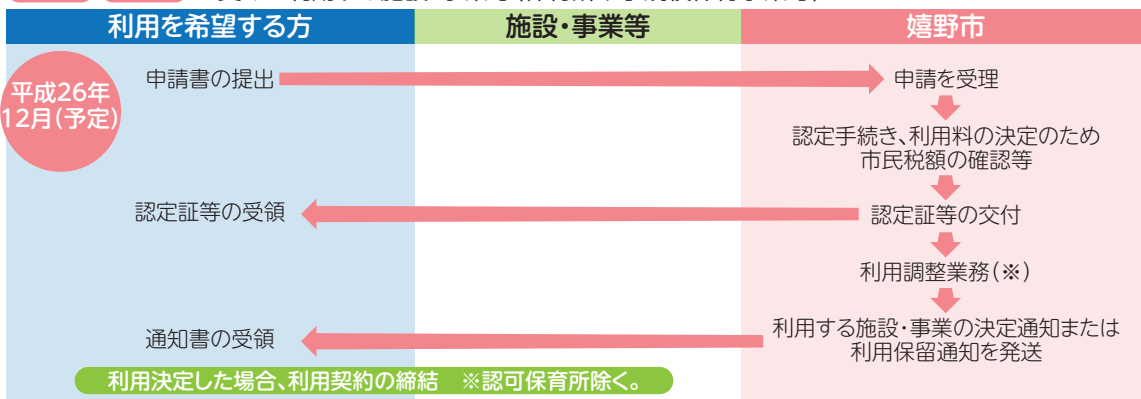 利用を希望する方
施設・事業等
嬉野市
平成26年
12月(予定)
申請書の提出
申請を受理
認定手続き、利用料の決定のため
市民税額の確認等
認定証等の受領
認定証等の交付
利用調整業務(※)
通知書の受領
利用する施設・事業の決定通知または
利用保留通知を発送
利用決定した場合、利用契約の締結　※認可保育所除く。